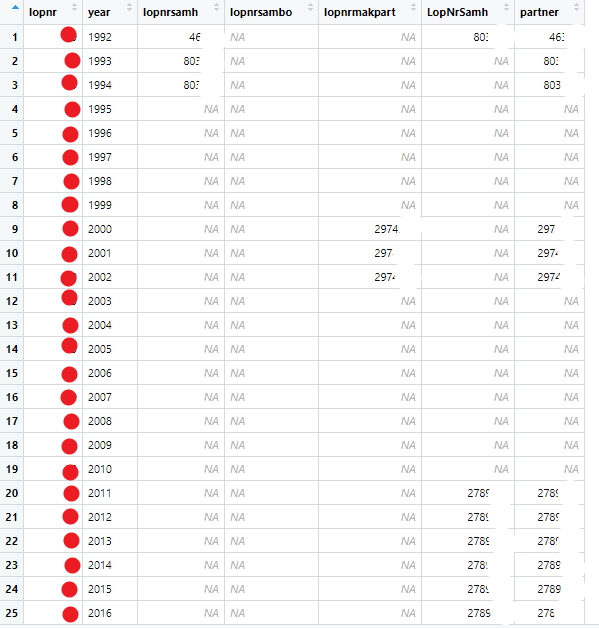 lopnr year lopnrsamh lopnrsambo lopnrmakpart LopNrSamh partner
1 1992 46 NA NA 803 463
2 1993 803 NA NA NA 803
3 1994 803 NA NA NA 803
4 1995 NA NA NA NA NA
5 1996 NA NA NA NA NA
6 1997 NA NA NA NA NA
7 1998 NA NA NA NA NA
8 1999 NA NA NA NA NA
9 2000 NA NA 2974 NA 297
10 2001 NA NA 297 NA 2974
11 2002 NA NA 2974 NA 2974
12 2003 NA NA NA NA NA
13 2004 NA NA NA NA NA
14 2005 NA NA NA NA NA
15 2006 NA NA NA NA NA
16 2007 NA NA NA NA NA
17 2008 NA NA NA NA NA
18 2009 NA NA NA NA NA
19 2010 NA NA NA NA NA
20 2011 NA NA NA 2789 2789
21 2012 NA NA NA 2789 2789
22 2013 NA NA NA 2789 2789
23 2014 NA NA NA 278 2789
24 2015 NA NA NA 2789 2789
25 2016 NA NA NA 2789 278